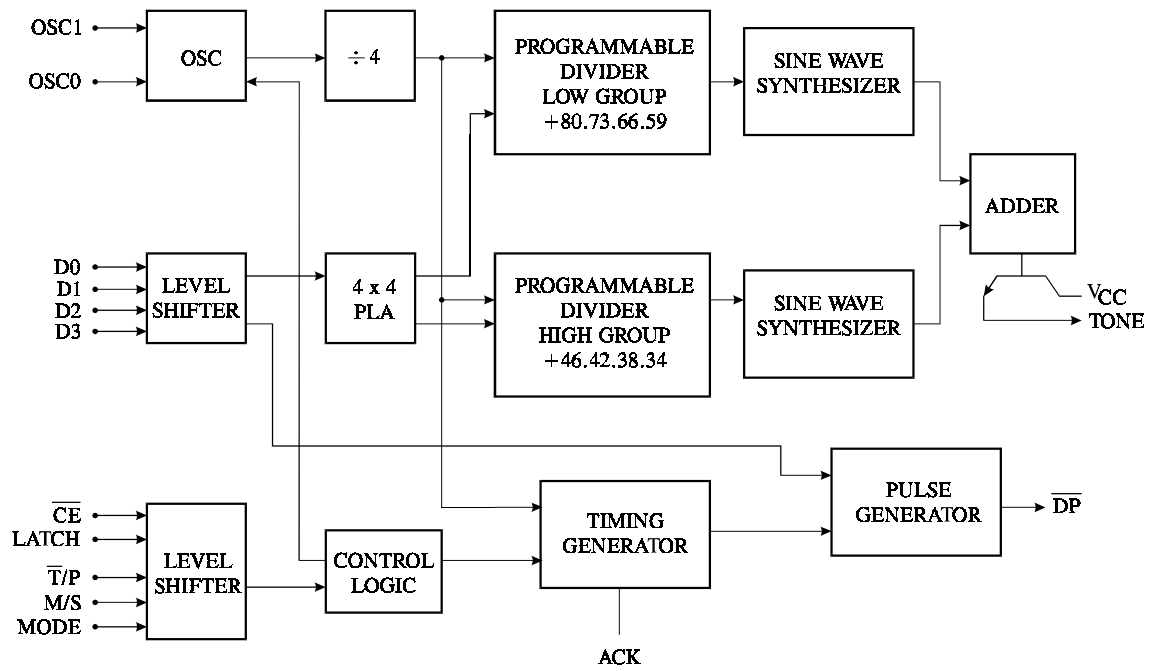 OSC1
OSC0
OSC
÷ 4
PROGRAMMABLE
DIVIDER
LOW GROUP
+80.73.66.59
SINE WAVE
SYNTHESIZER
ADDER
D0
D1
D2
D3
LEVEL
SHIFTER
4 x 4
PLA
PROGRAMMABLE
DIVIDER
HIGH GROUP
+46.42.38.34
SINE WAVE
SYNTHESIZER
VCC
TONE
C̅E̅
LATCH
T̅/P
M/S
MODE
LEVEL
SHIFTER
CONTROL
LOGIC
TIMING
GENERATOR
PULSE
GENERATOR
D̅P̅
ACK